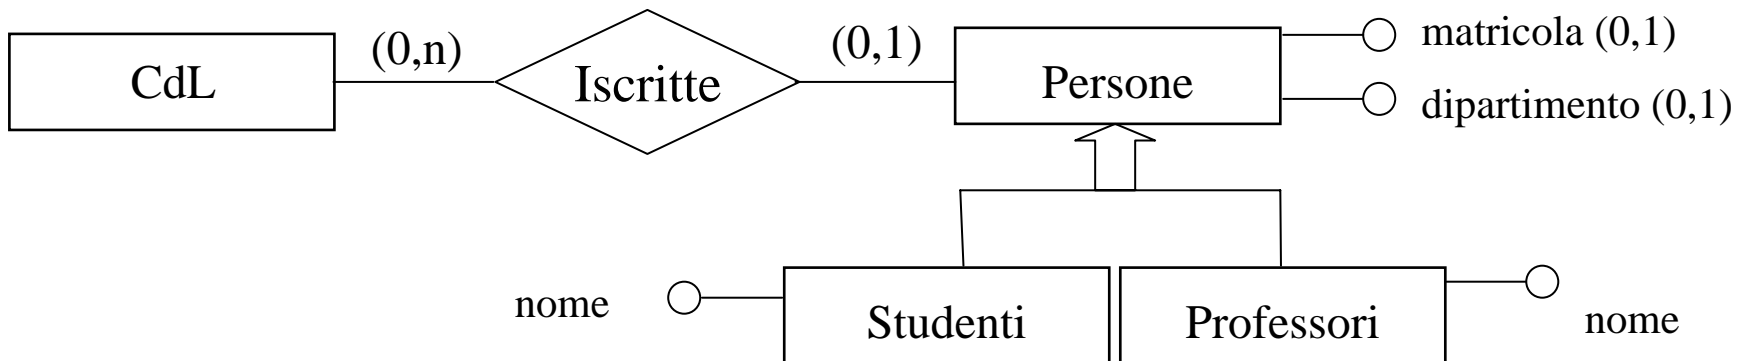 matricola (0,1)
(0,n)
(0,1)
CdL
Iscritte
Persone
dipartimento (0,1)
nome
Studenti
Professori
nome